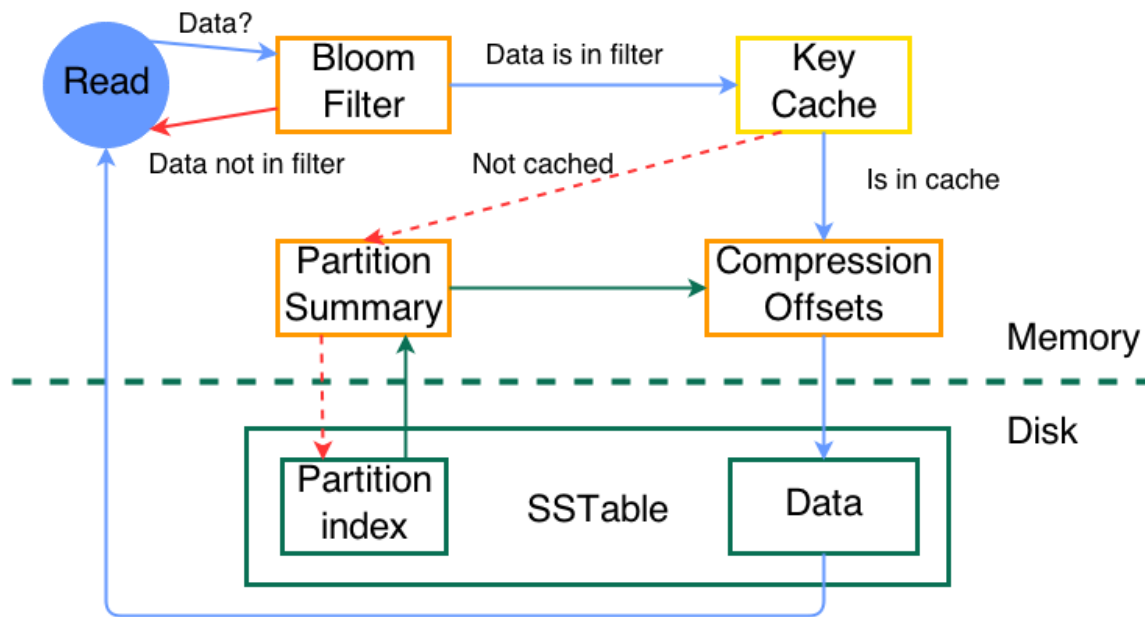 Data?
Read
Bloom
Filter
Data is in filter
Key
Cache
Data not in filter
Not cached
Is in cache
Partition
Summary
Compression
Offsets
Memory
Disk
Partition
index
SSTable
Data